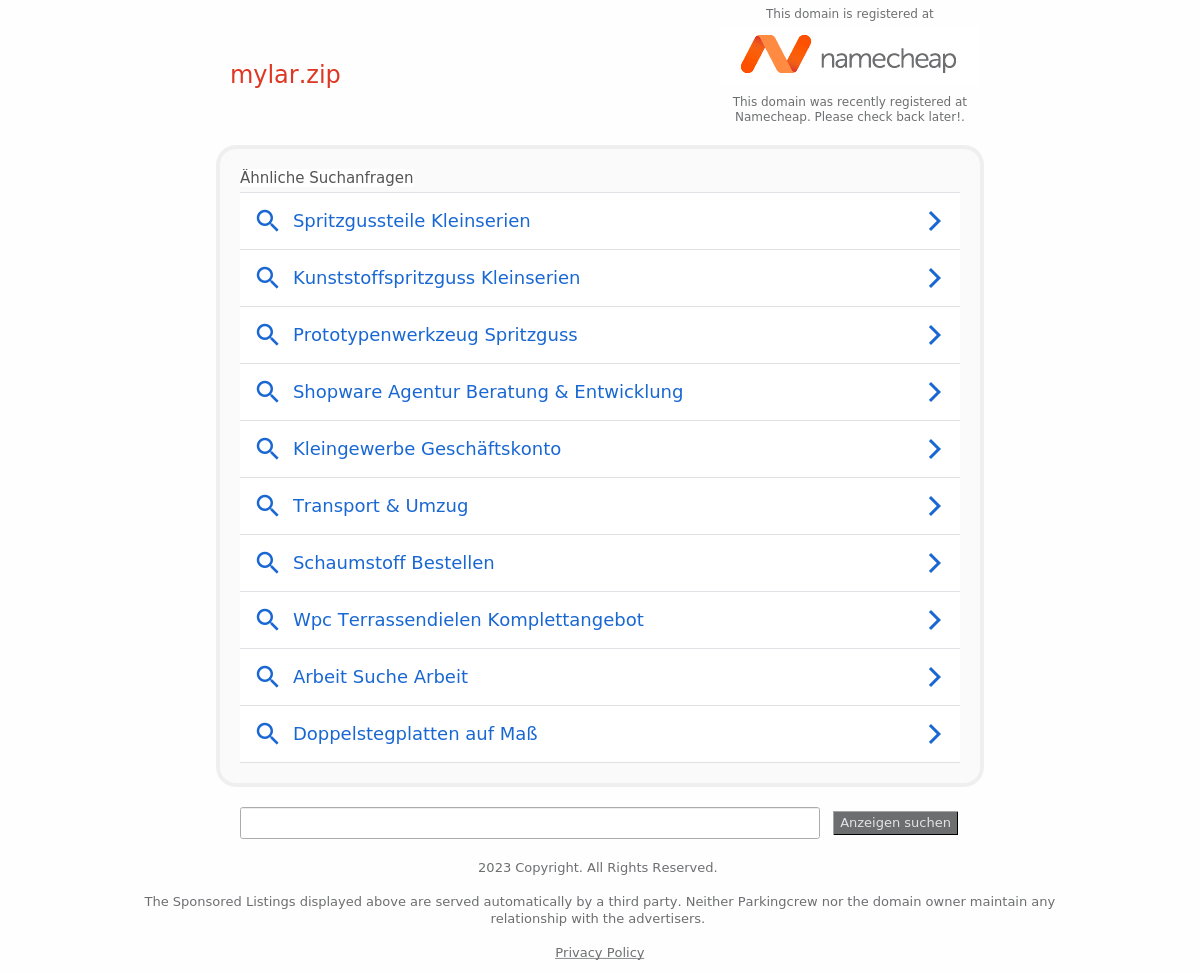 This domain is registered at
namecheap
mylar.zip
This domain was recently registered at
Namecheap. Please check back later!.
Ähnliche Suchanfragen
Spritzgussteile Kleinserien
Kunststoffspritzguss Kleinserien
Prototypenwerkzeug Spritzguss
Shopware Agentur Beratung & Entwicklung
Kleingewerbe Geschäftskonto
Transport & Umzug
Schaumstoff Bestellen
Wpc Terrassendielen Komplettangebot
Arbeit Suche Arbeit
Doppelstegplatten auf Maß
Anzeigen suchen
2023 Copyright. All Rights Reserved.
The Sponsored Listings displayed above are served automatically by a third party. Neither Parkingcrew nor the domain owner maintain any
relationship with the advertisers.
Privacy Policy